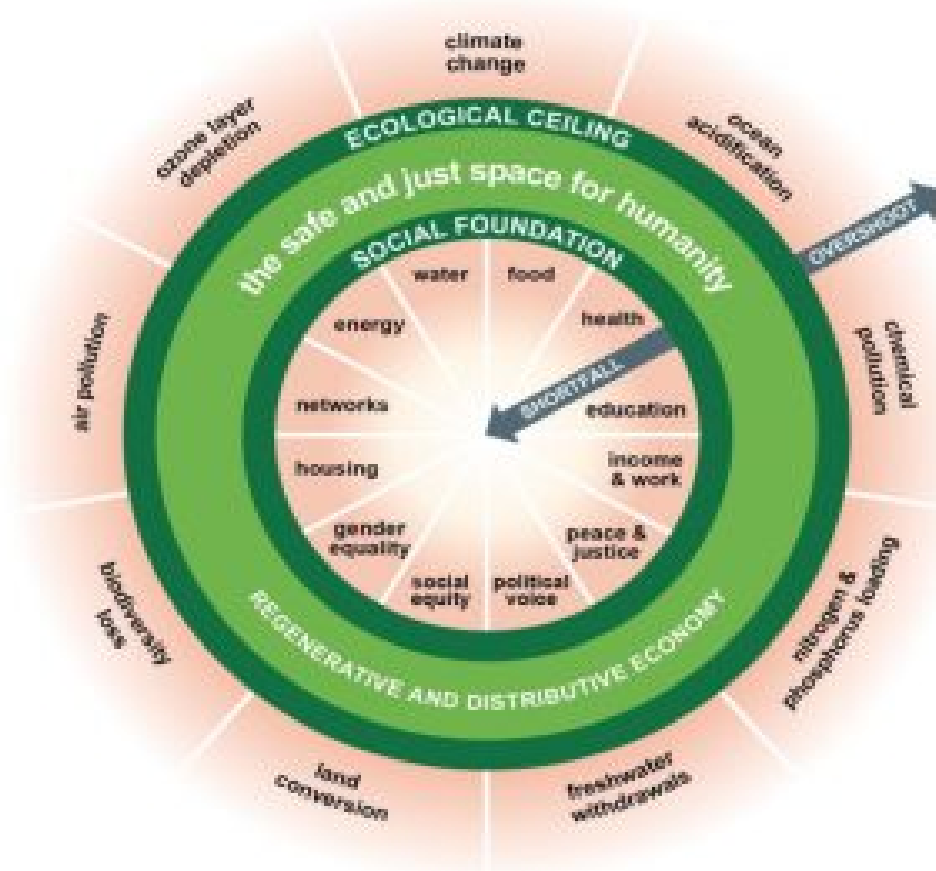 climate
change
ozone layer
depletion
ocean
acidification
ECOLOGICAL CEILING
the safe and just space for humanity
OVERSHOOT
SOCIAL FOUNDATION
water
food
energy
health
air pollution
chemical
pollution
SHORTFALL
networks
education
housing
income
& work
gender
equality
peace &
justice
social
equity
political
voice
biodiversity
loss
nitrogen &
phosphorus loading
REGENERATIVE AND DISTRIBUTIVE ECONOMY
land
conversion
freshwater
withdrawals